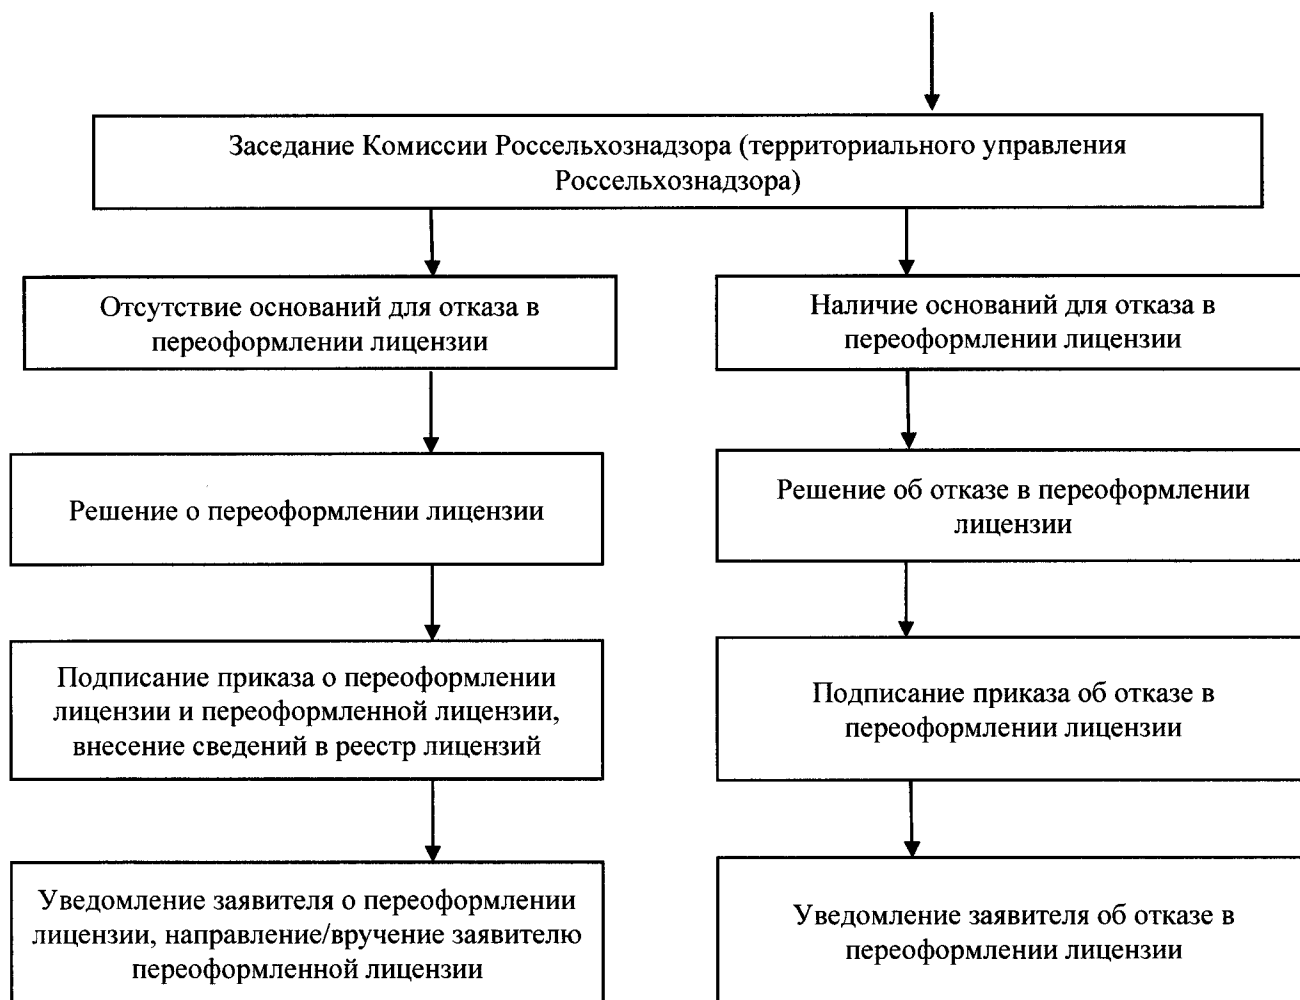 Заседание Комиссии Россельхознадзора (территориального управления
Россельхознадзора)
Отсутствие оснований для отказа в
переоформлении лицензии
Наличие оснований для отказа в
переоформлении лицензии
Решение о переоформлении лицензии
Решение об отказе в переоформлении
лицензии
Подписание приказа о переоформлении
лицензии и переоформленной лицензии,
внесение сведений в реестр лицензий
Подписание приказа об отказе в
переоформлении лицензии
Уведомление заявителя о переоформлении
лицензии, направление/вручение заявителю
переоформленной лицензии
Уведомление заявителя об отказе в
переоформлении лицензии